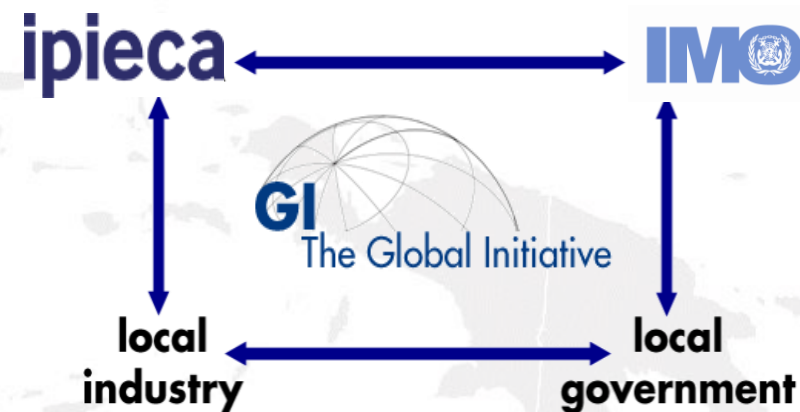 ipieca
IMO
GI
The Global Initiative
local
industry
local
government